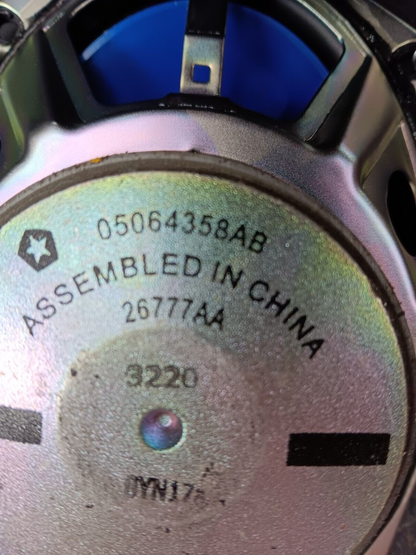 05064358AB
ASSEMBLED IN CHINA
26777AA
3220